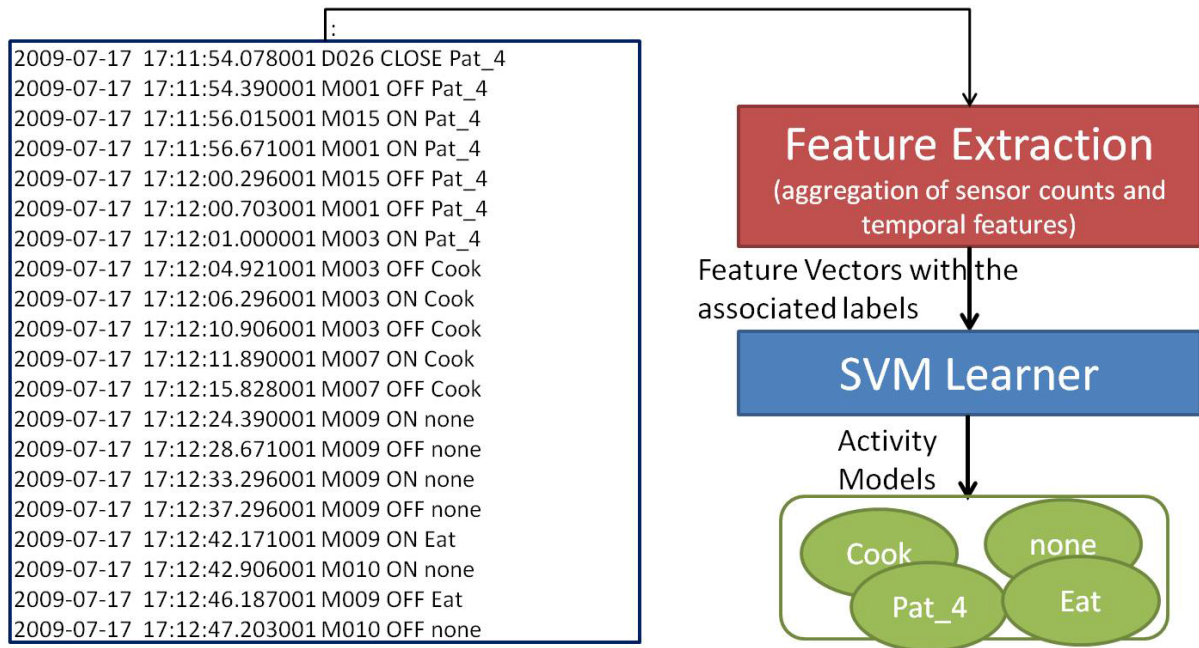 :
2009-07-17 17:11:54.078001 D026 CLOSE Pat_4
2009-07-17 17:11:54.390001 M001 OFF Pat_4
2009-07-17 17:11:56.015001 M015 ON Pat_4
2009-07-17 17:11:56.671001 M001 ON Pat_4
2009-07-17 17:12:00.296001 M015 OFF Pat_4
2009-07-17 17:12:00.703001 M001 OFF Pat_4
2009-07-17 17:12:01.000001 M003 ON Pat_4
2009-07-17 17:12:04.921001 M003 OFF Cook
2009-07-17 17:12:06.296001 M003 ON Cook
2009-07-17 17:12:10.906001 M003 OFF Cook
2009-07-17 17:12:11.890001 M007 ON Cook
2009-07-17 17:12:15.828001 M007 OFF Cook
2009-07-17 17:12:24.390001 M009 ON none
2009-07-17 17:12:28.671001 M009 OFF none
2009-07-17 17:12:33.296001 M009 ON none
2009-07-17 17:12:37.296001 M009 OFF none
2009-07-17 17:12:42.171001 M009 ON Eat
2009-07-17 17:12:42.906001 M010 ON none
2009-07-17 17:12:46.187001 M009 OFF Eat
2009-07-17 17:12:47.203001 M010 OFF none
Feature Extraction
(aggregation of sensor counts and
temporal features)
Feature Vectors with the
associated labels
SVM Learner
Activity
Models
Cook
none
Pat_4
Eat